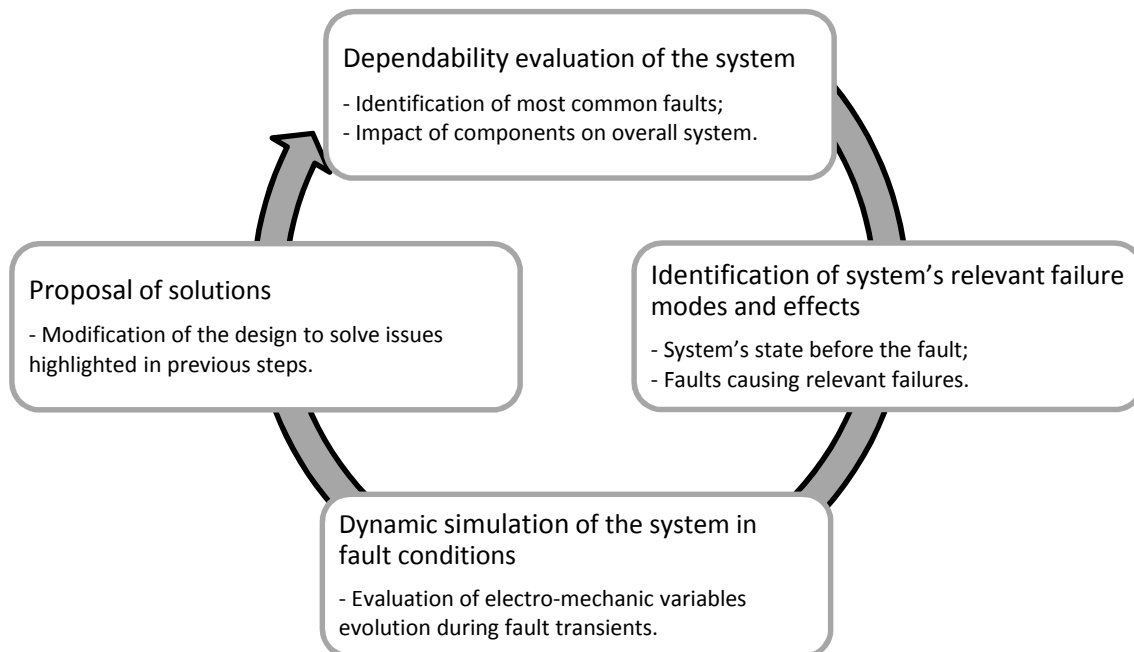 Dependability evaluation of the system
- Identification of most common faults;
- Impact of components on overall system.
Identification of system’s relevant failure
modes and effects
- System’s state before the fault;
- Faults causing relevant failures.
Dynamic simulation of the system in
fault conditions
- Evaluation of electro-mechanic variables
evolution during fault transients.
Proposal of solutions
- Modification of the design to solve issues
highlighted in previous steps.